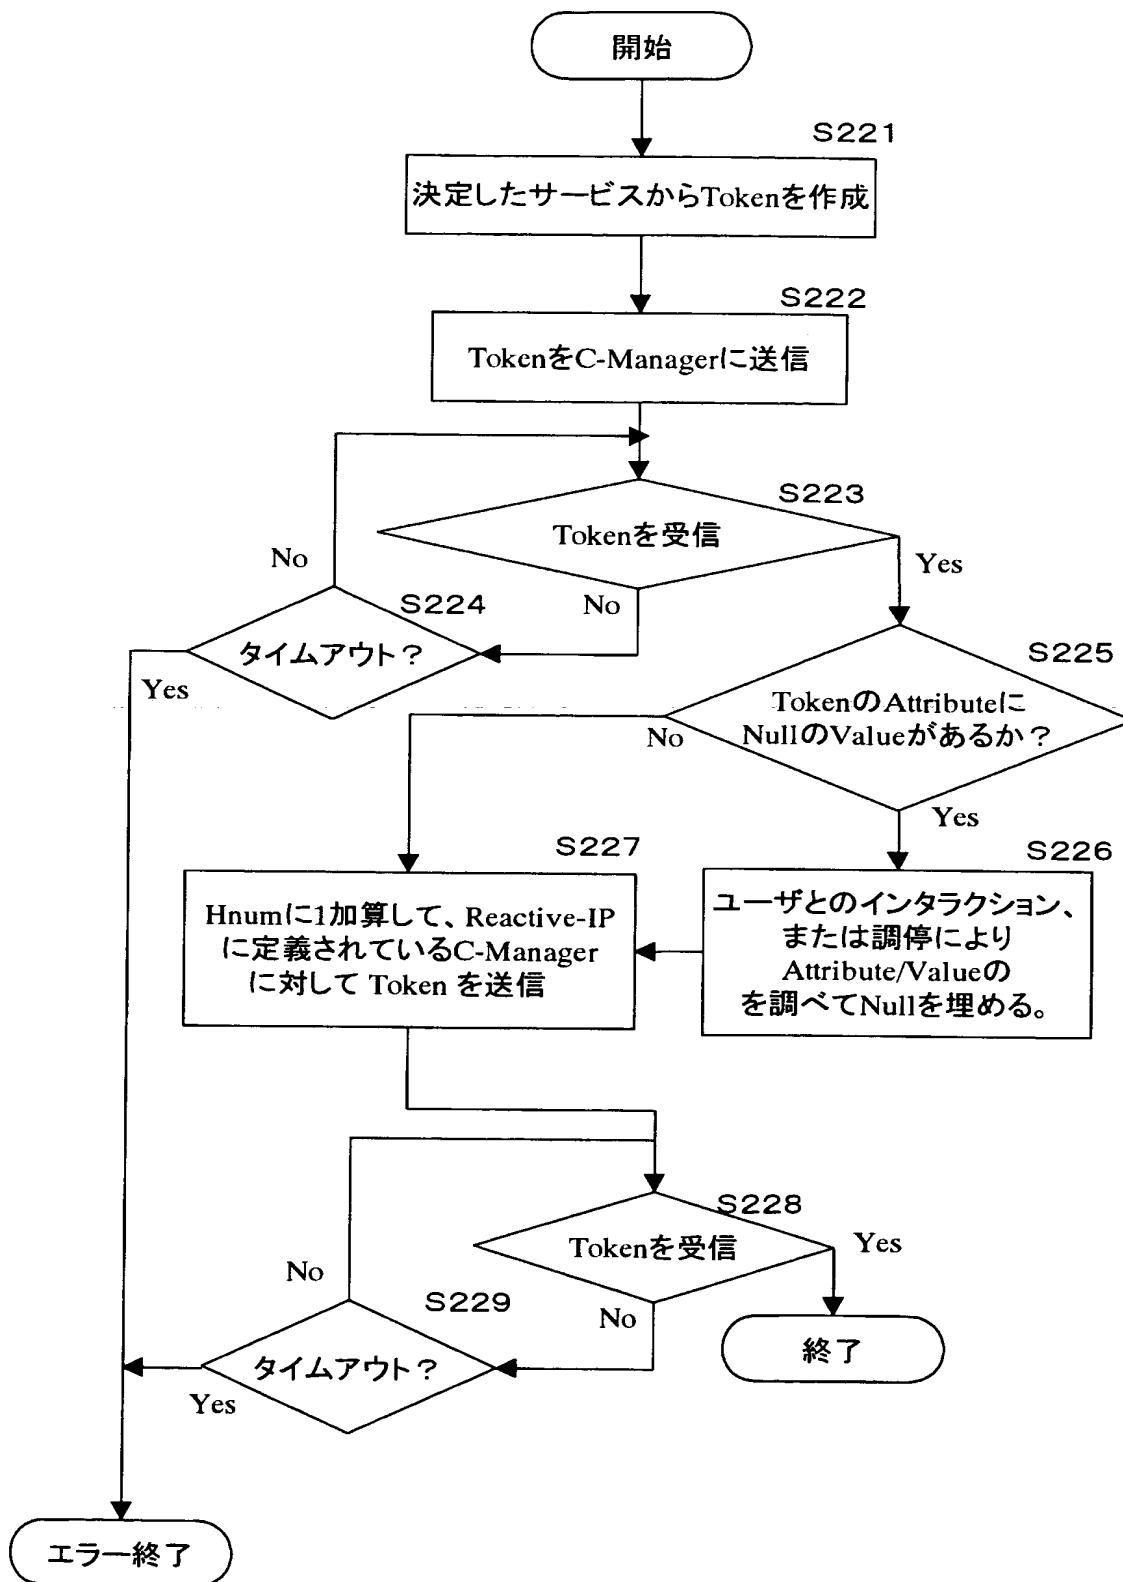 開始
S221
決定したサービスからTokenを作成
S222
TokenをC-Managerに送信
S223
Tokenを受信
No
Yes
S224
No
タイムアウト？
Yes
S225
TokenのAttributeに
NullのValueがあるか？
No
Yes
S227
S226
Hnumに1加算して、Reactive-IP
に定義されているC-Manager
に対して Token を送信
ユーザとのインタラクション、
または調停により
Attribute/Valueの
を調べてNullを埋める。
S228
Tokenを受信
Yes
No
S229
No
タイムアウト？
Yes
終了
エラー終了